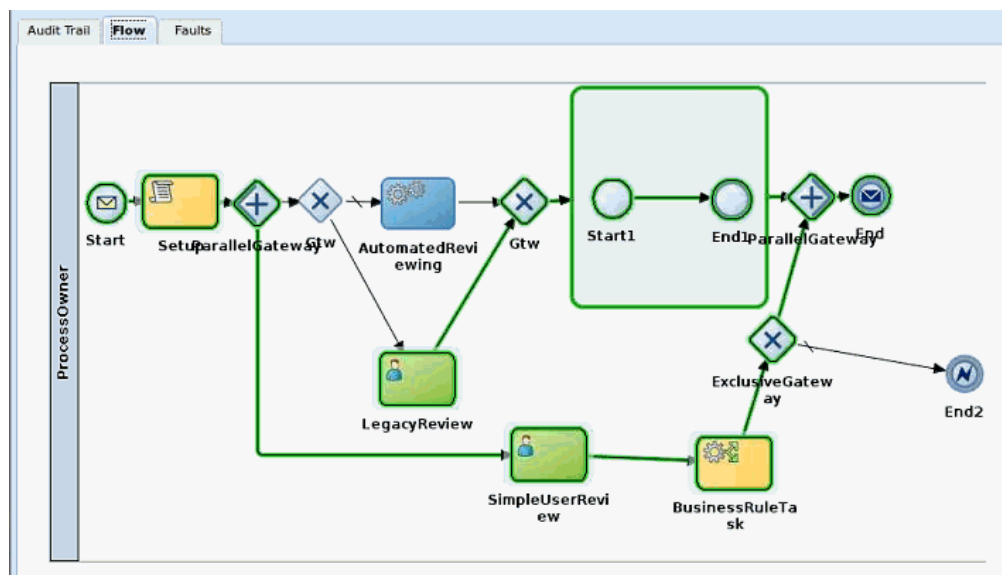 Audit Trail
Flow
Faults
ProcessOwner
Start
Setup
ParallelGateway
Gtw
AutomatedRevi
ewing
Gtw
Start1
End1
ParallelGateway
End
LegacyReview
ExclusiveGatew
ay
End2
SimpleUserRevi
ew
BusinessRuleTa
sk